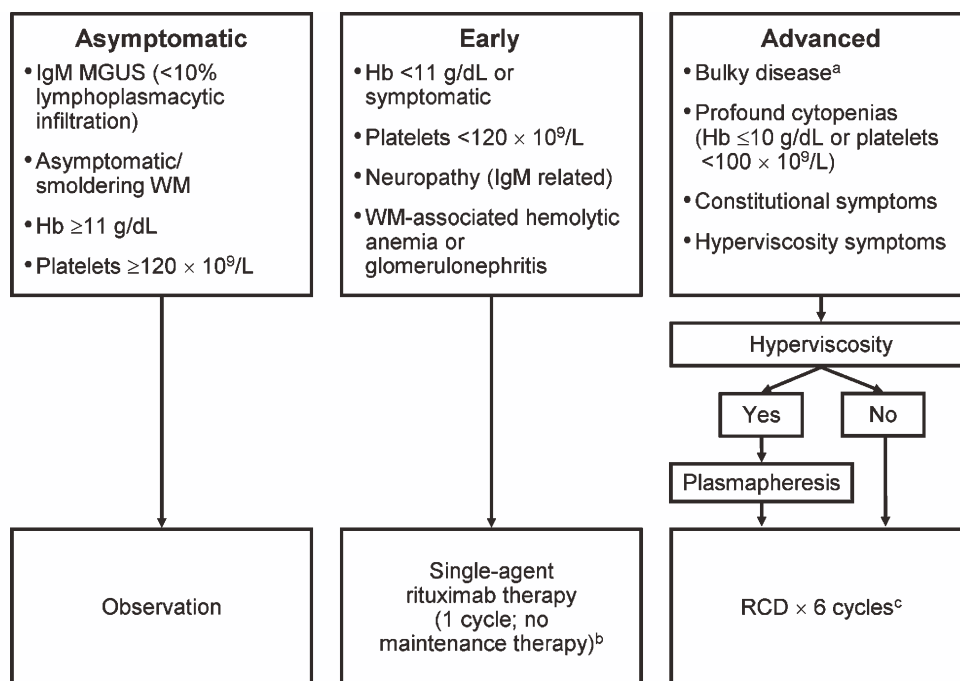 Asymptomatic
•IgM MGUS (<10%
lymphoplasmacytic
infiltration)
•Asymptomatic/
smoldering WM
•Hb ≥11 g/dL
•Platelets ≥120 × 10⁹/L
Early
•Hb <11 g/dL or
symptomatic
•Platelets <120 × 10⁹/L
•Neuropathy (IgM related)
•WM-associated hemolytic
anemia or
glomerulonephritis
Advanced
•Bulky diseaseᵃ
•Profound cytopenias
(Hb ≤10 g/dL or platelets
<100 × 10⁹/L)
•Constitutional symptoms
•Hyperviscosity symptoms
Hyperviscosity
Yes
No
Plasmapheresis
Observation
Single-agent
rituximab therapy
(1 cycle; no
maintenance therapy)ᵇ
RCD × 6 cyclesᶜ